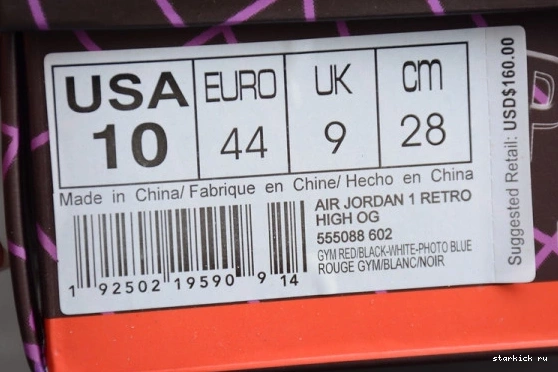 USA EURO UK cm
10 44 9 28
Made in China/ Fabrique en Chine/ Hecho en China
AIR JORDAN 1 RETRO
HIGH OG
555088 602
GYM RED/BLACK-WHITE-PHOTO BLUE
ROUGE GYM/BLANC/NOIR
1 92502 19590 9 14
Suggested Retail: USD$160.00
P
starkick ru